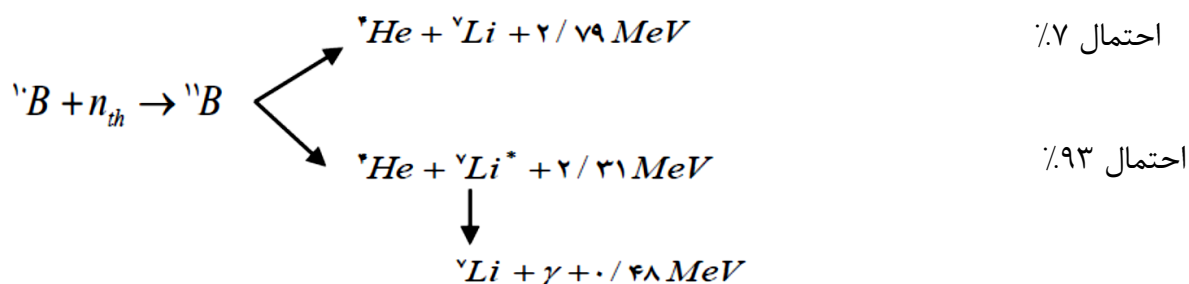 ⁴He + ⁷Li + ۲/۷۹ MeV احتمال ۷٪
¹⁰B + nₜₕ → ¹¹B
⁴He + ⁷Li* + ۲/۳۱ MeV احتمال ۹۳٪
⁷Li + γ + ۰/۴۸ MeV